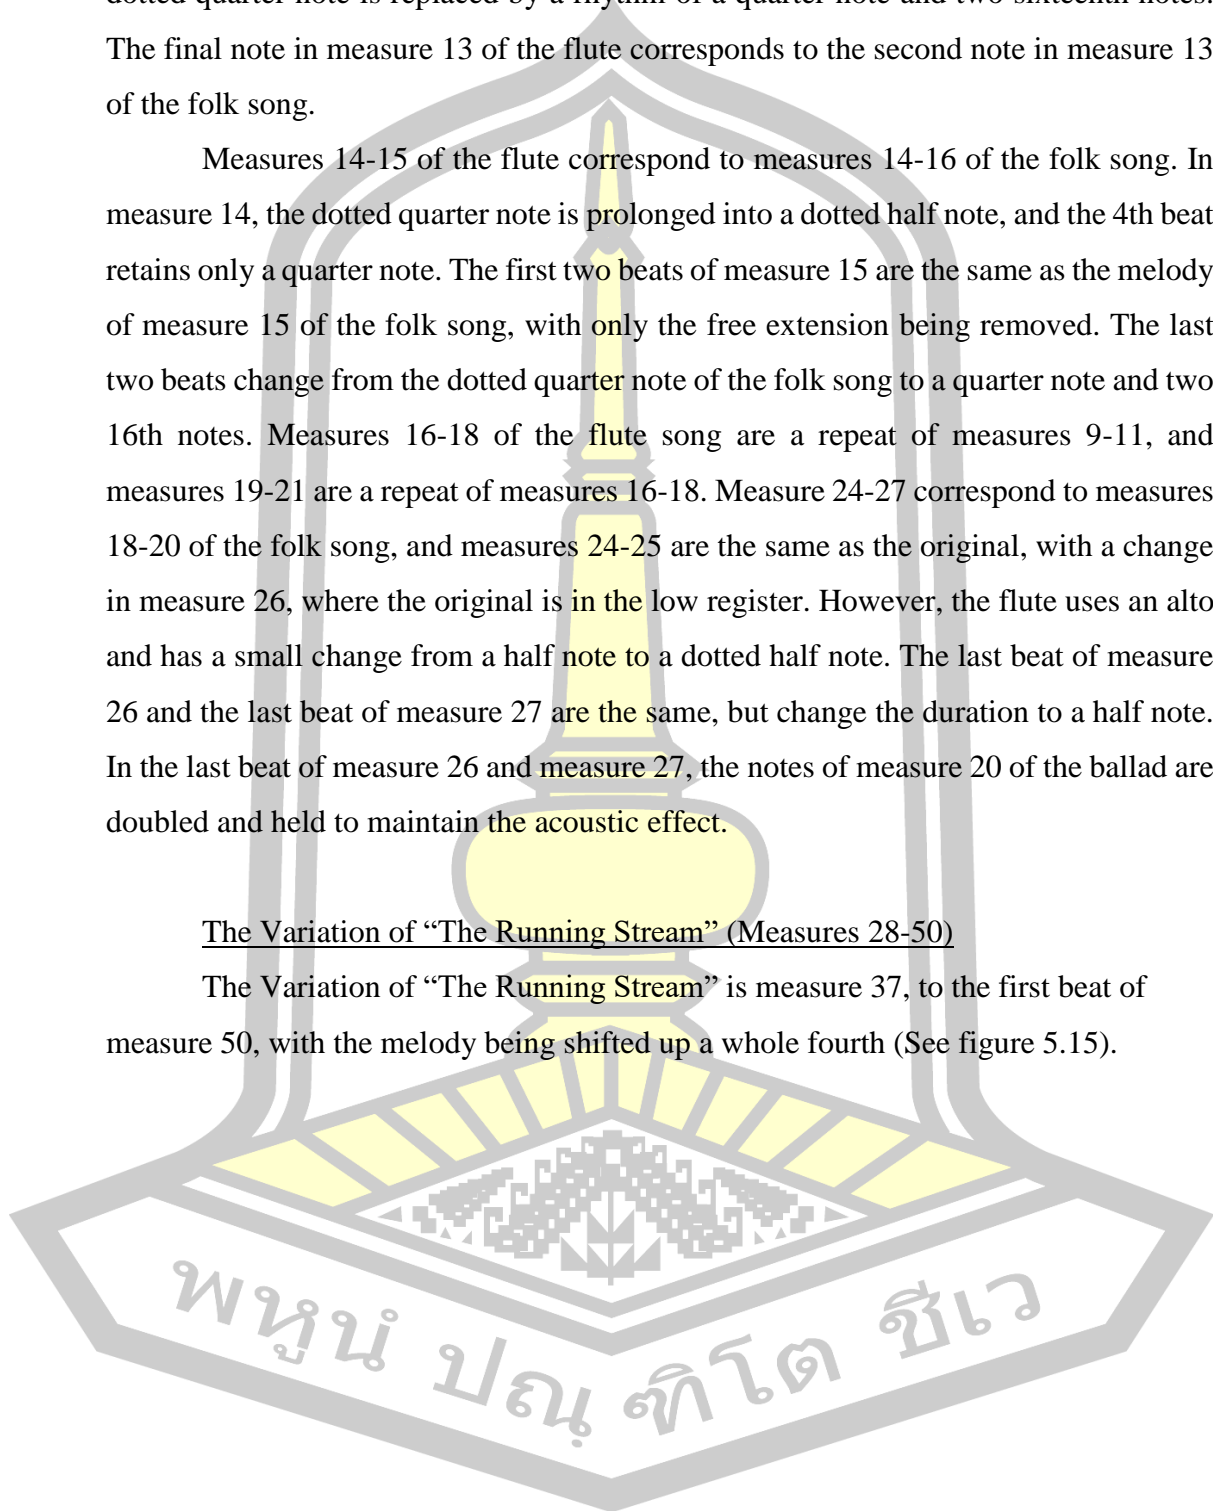 dotted quarter note is replaced by a rhythm of a quarter note and two sixteenth notes.
The final note in measure 13 of the flute corresponds to the second note in measure 13
of the folk song.
Measures 14-15 of the flute correspond to measures 14-16 of the folk song. In
measure 14, the dotted quarter note is prolonged into a dotted half note, and the 4th beat
retains only a quarter note. The first two beats of measure 15 are the same as the melody
of measure 15 of the folk song, with only the free extension being removed. The last
two beats change from the dotted quarter note of the folk song to a quarter note and two
16th notes. Measures 16-18 of the flute song are a repeat of measures 9-11, and
measures 19-21 are a repeat of measures 16-18. Measure 24-27 correspond to measures
18-20 of the folk song, and measures 24-25 are the same as the original, with a change
in measure 26, where the original is in the low register. However, the flute uses an alto
and has a small change from a half note to a dotted half note. The last beat of measure
26 and the last beat of measure 27 are the same, but change the duration to a half note.
In the last beat of measure 26 and measure 27, the notes of measure 20 of the ballad are
doubled and held to maintain the acoustic effect.
The Variation of “The Running Stream” (Measures 28-50)
The Variation of “The Running Stream” is measure 37, to the first beat of
measure 50, with the melody being shifted up a whole fourth (See figure 5.15).
พหูนํ ปณฺฑิโต ชีเว